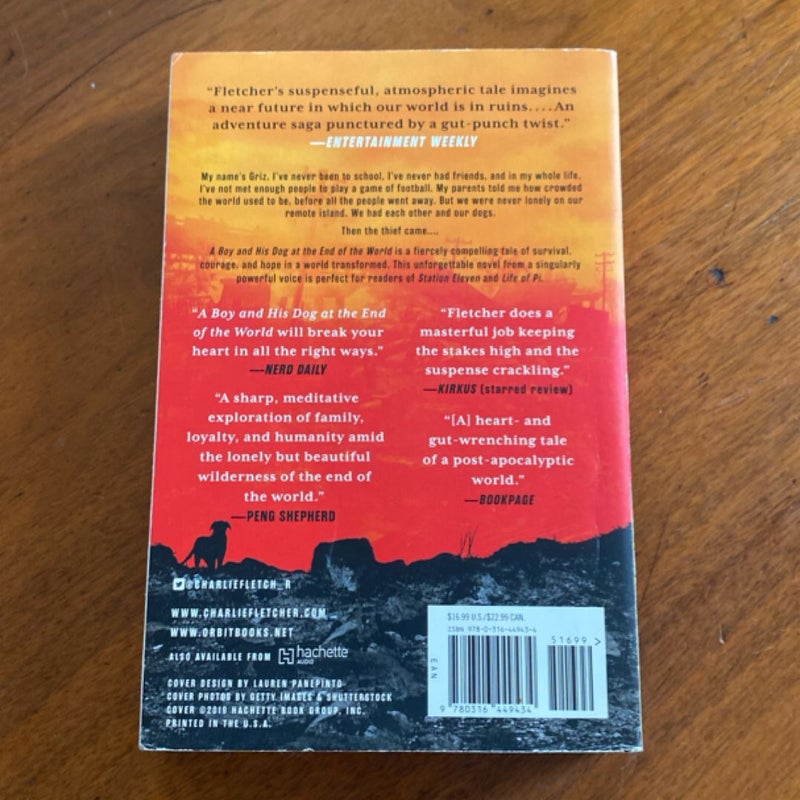 “Fletcher's suspenseful, atmospheric tale imagines
a near future in which our world is in ruins....An
adventure saga punctured by a gut-punch twist.”
—ENTERTAINMENT WEEKLY
My name's Griz. I've never been to school, I've never had friends, and in my whole life,
I've not met enough people to play a game of football. My parents told me how crowded
the world used to be, before all the people went away. But we were never lonely on our
remote island. We had each other and our dogs.
Then the thief came....
A Boy and His Dog at the End of the World is a fiercely compelling tale of survival,
courage, and hope in a world transformed. This unforgettable novel from a singularly
powerful voice is perfect for readers of Station Eleven and Life of Pi.
“A Boy and His Dog at the End
of the World will break your
heart in all the right ways.”
—NERD DAILY
“A sharp, meditative
exploration of family,
loyalty, and humanity amid
the lonely but beautiful
wilderness of the end of
the world.”
—PENG SHEPHERD
“Fletcher does a
masterful job keeping
the stakes high and the
suspense crackling.”
—KIRKUS (starred review)
“[A] heart- and
gut-wrenching tale
of a post-apocalyptic
world.”
—BOOKPAGE
@CHARLIEFLETCH_R
WWW.CHARLIEFLETCHER.COM
WWW.ORBITBOOKS.NET
ALSO AVAILABLE FROM hachette
AUDIO
COVER DESIGN BY LAUREN PANEPINTO
COVER PHOTOS BY GETTY IMAGES & SHUTTERSTOCK
COVER ©2019 HACHETTE BOOK GROUP, INC.
PRINTED IN THE U.S.A.
$16.99 U.S./$22.99 CAN.
ISBN 978-0-316-44943-4
51699 >
EAN
9 780316 449434